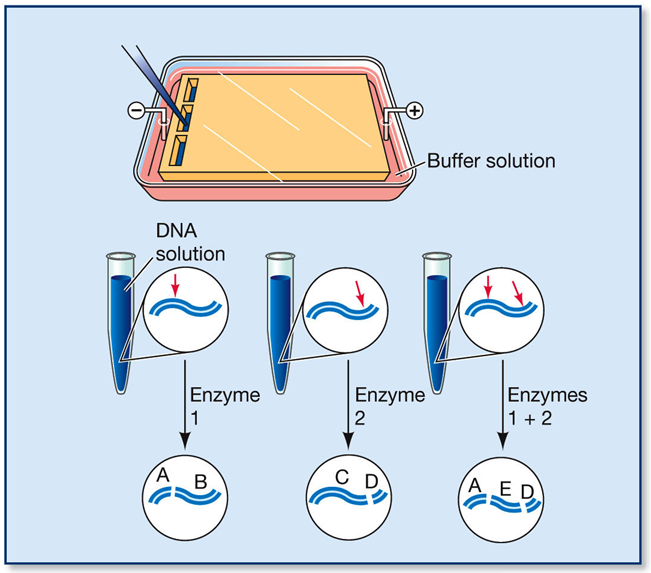 −
+
Buffer solution
DNA
solution
Enzyme
1
Enzyme
2
Enzymes
1 + 2
A B
C D
A E D